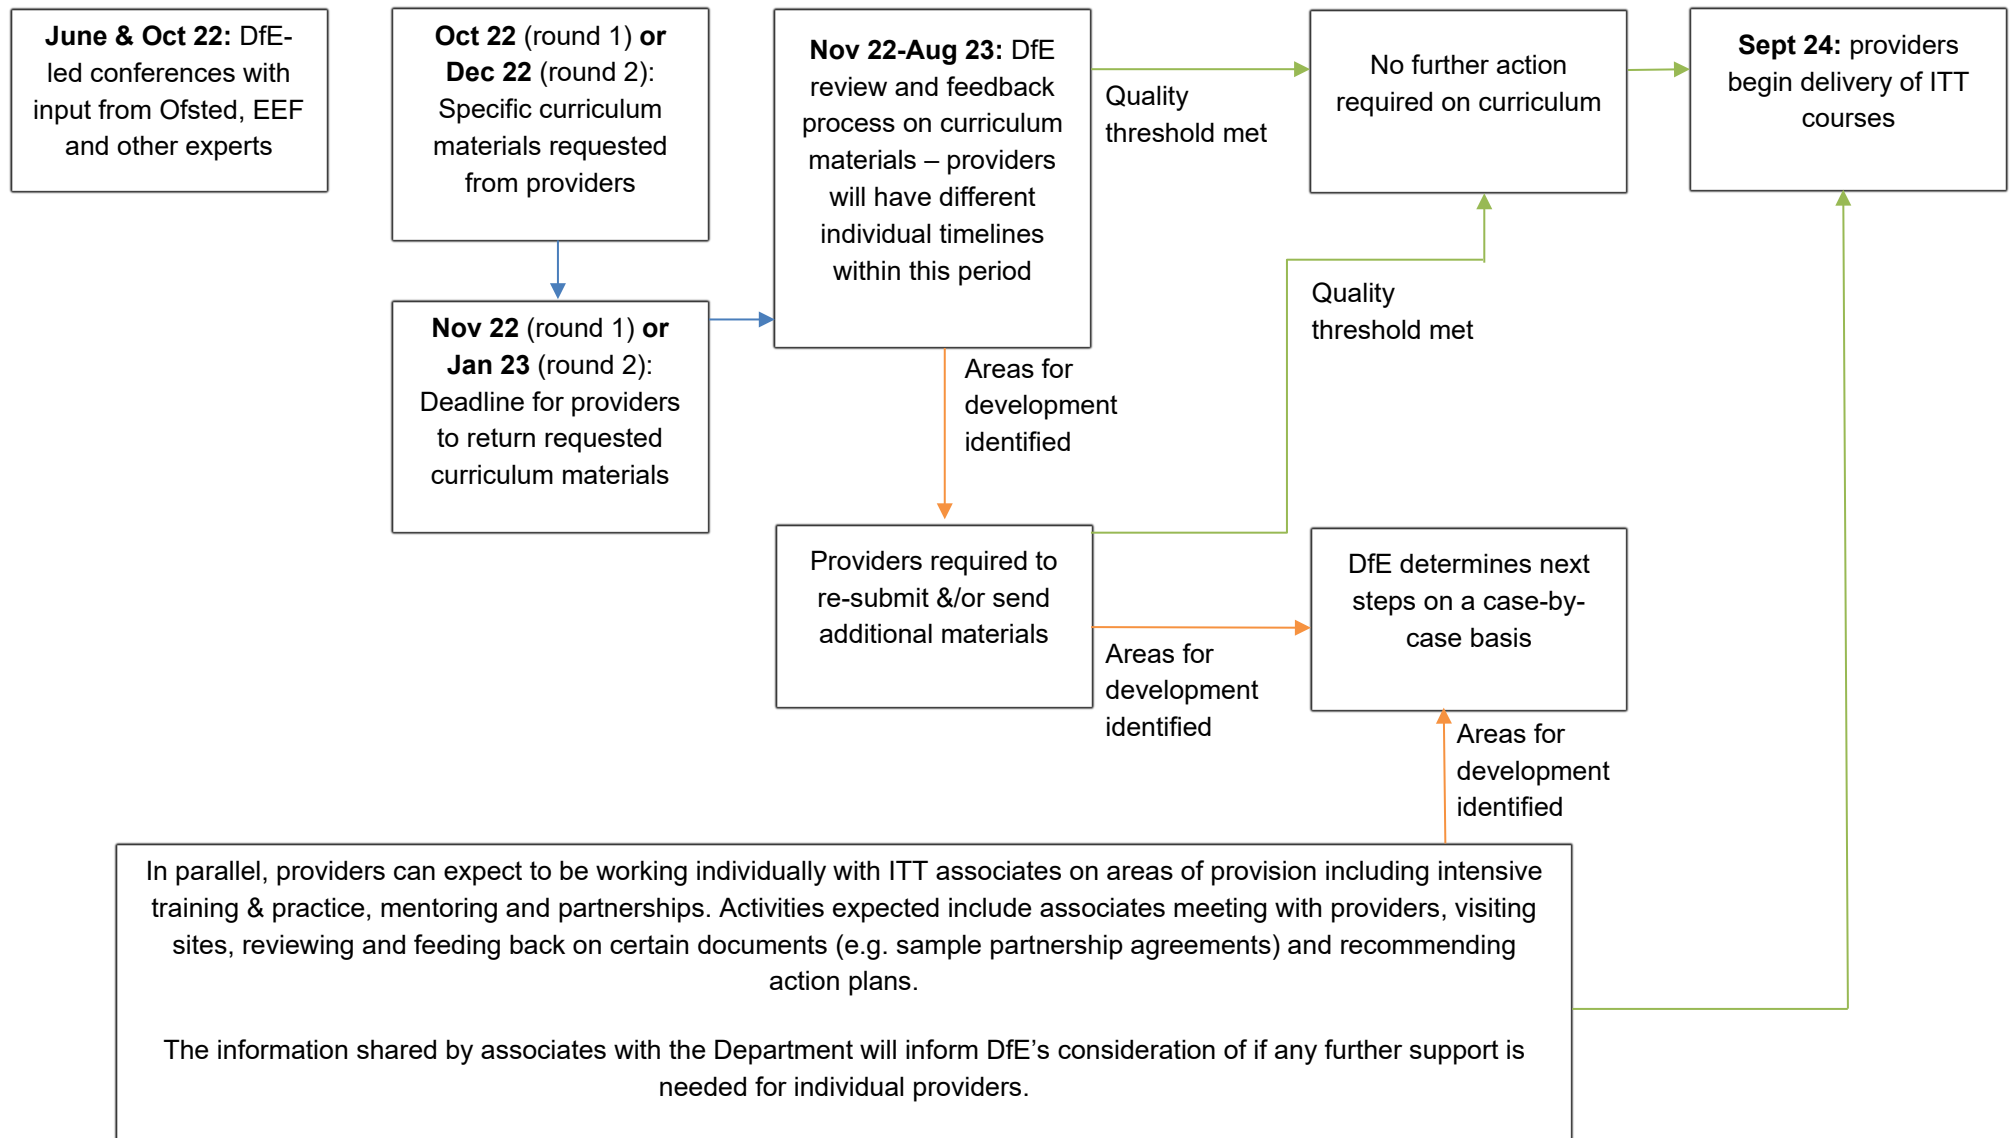 June & Oct 22: DfE-
led conferences with
input from Ofsted, EEF
and other experts
Oct 22 (round 1) or
Dec 22 (round 2):
Specific curriculum
materials requested
from providers
Nov 22 (round 1) or
Jan 23 (round 2):
Deadline for providers
to return requested
curriculum materials
Nov 22-Aug 23: DfE
review and feedback
process on curriculum
materials – providers
will have different
individual timelines
within this period
Quality
threshold met
No further action
required on curriculum
Sept 24: providers
begin delivery of ITT
courses
Areas for
development
identified
Quality
threshold met
Providers required to
re-submit &/or send
additional materials
Areas for
development
identified
DfE determines next
steps on a case-by-
case basis
Areas for
development
identified
In parallel, providers can expect to be working individually with ITT associates on areas of provision including intensive
training & practice, mentoring and partnerships. Activities expected include associates meeting with providers, visiting
sites, reviewing and feeding back on certain documents (e.g. sample partnership agreements) and recommending
action plans.
The information shared by associates with the Department will inform DfE’s consideration of if any further support is
needed for individual providers.